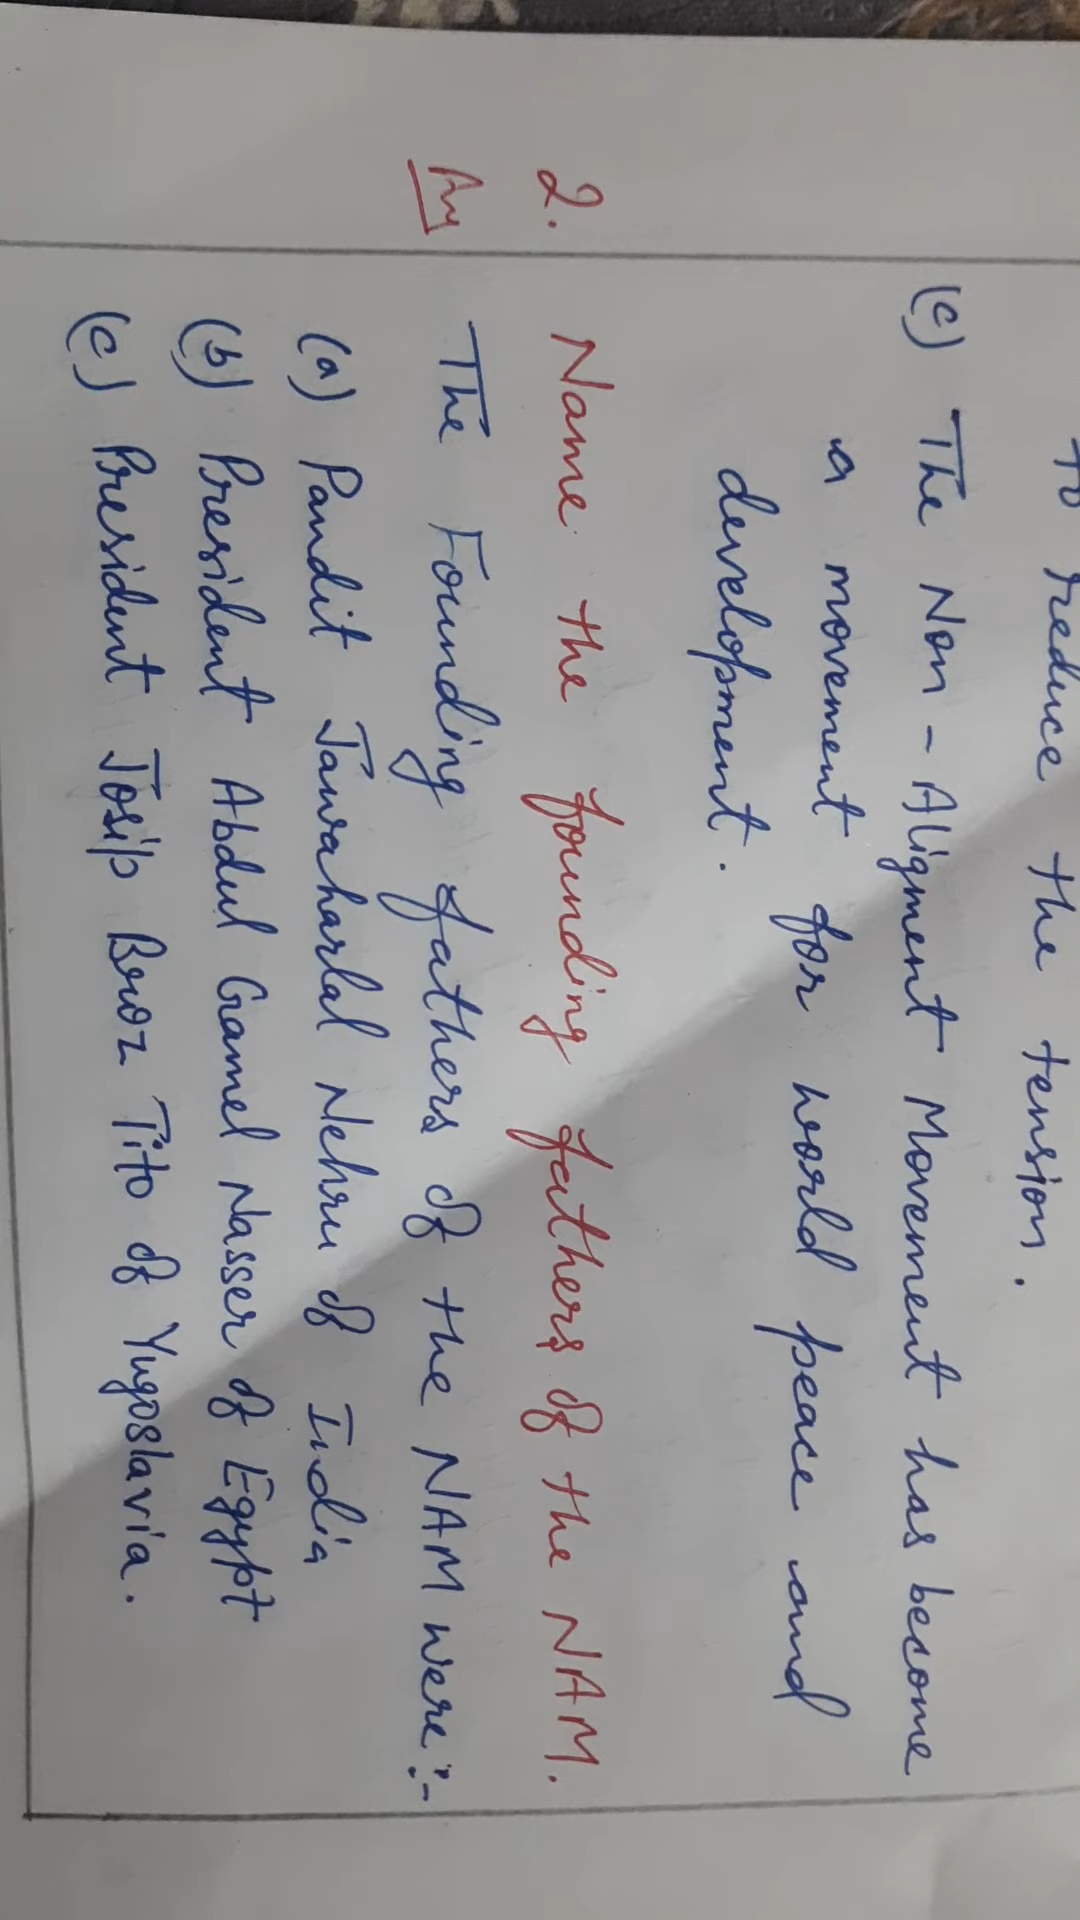 to reduce the tension.
(c) The Non - Aligment Movement has become
a movement for world peace and
development.
2. Name the founding fathers of the NAM.
Ans The Founding fathers of the NAM were :-
(a) Pandit Jawaharlal Nehru of India
(b) President Abdul Gamel Nasser of Egypt
(c) President Josip Broz Tito of Yugoslavia.